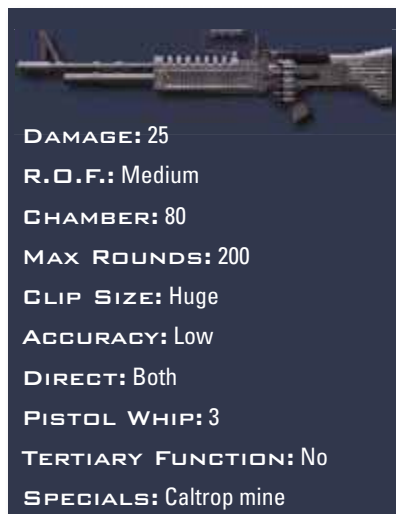 Damage: 25
R.O.F.: Medium
Chamber: 80
Max Rounds: 200
Clip Size: Huge
Accuracy: Low
Direct: Both
Pistol Whip: 3
Tertiary Function: No
Specials: Caltrop mine